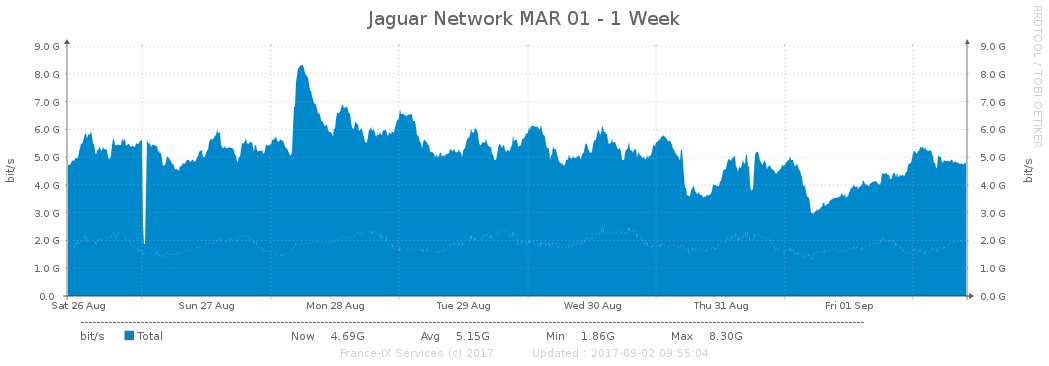 Jaguar Network MAR 01 - 1 Week
RRDTOOL / TOBI OETIKER
bit/s
9.0 G 9.0 G
8.0 G 8.0 G
7.0 G 7.0 G
6.0 G 6.0 G
5.0 G 5.0 G
4.0 G 4.0 G
3.0 G 3.0 G
2.0 G 2.0 G
1.0 G 1.0 G
0.0 0.0 G
bit/s
Sat 26 Aug Sun 27 Aug Mon 28 Aug Tue 29 Aug Wed 30 Aug Thu 31 Aug Fri 01 Sep
bit/s Total Now 4.69G Avg 5.15G Min 1.86G Max 8.30G
France-IX Services (c) 2017 Updated : 2017-09-02 09:55:04